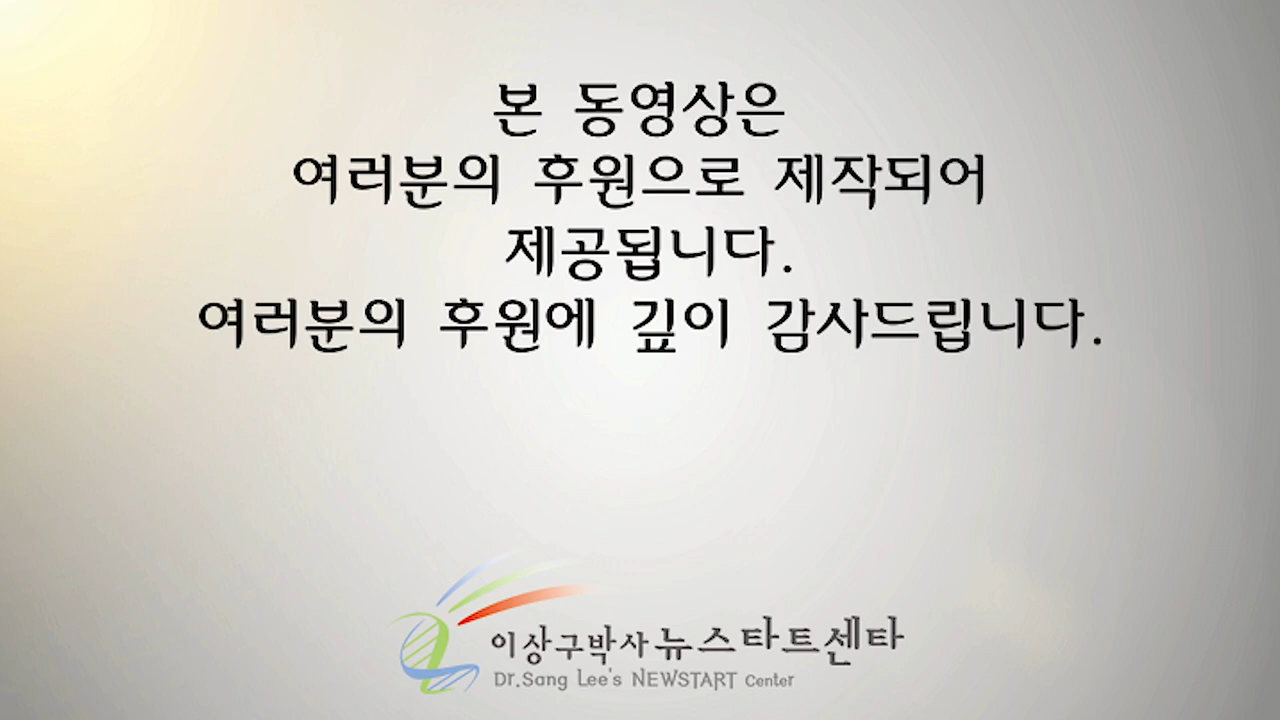 본 동영상은
여러분의 후원으로 제작되어
제공됩니다.
여러분의 후원에 깊이 감사드립니다.
이상구박사 뉴스타트센타
Dr.Sang Lee's NEWSTART Center